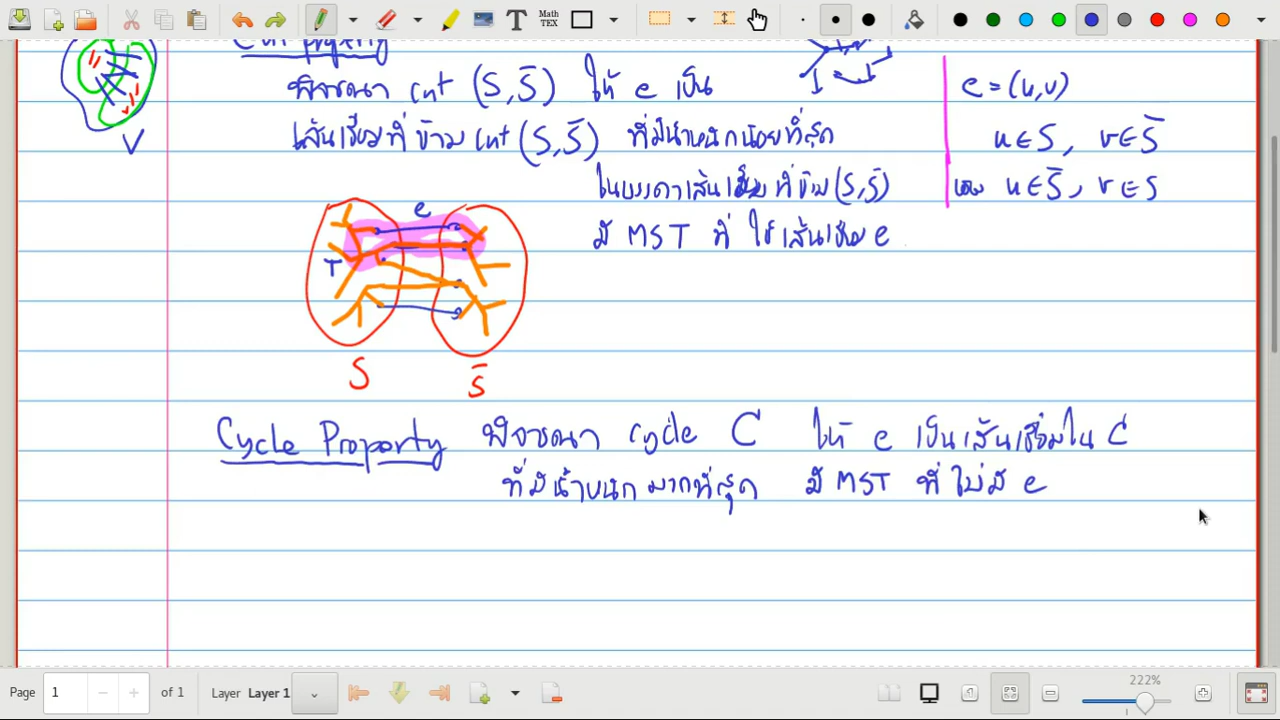 Math
TEX
Cut Property
พิจารณา cut (S, S̄) ให้ e เป็น
เส้นเชื่อมที่ข้าม cut (S, S̄) ที่มีน้ำหนักน้อยที่สุด
ในบรรดาเส้นเชื่อมที่ข้าม (S, S̄)
มี MST ที่ ใช้เส้นเชื่อม e
e = (u,v)
u ∈ S, v ∈ S̄
และ u ∈ S̄, v ∈ S
V
e
T
S
S̄
Cycle Property พิจารณา cycle C ให้ e เป็นเส้นเชื่อมใน C
ที่มีน้ำหนักมากที่สุด มี MST ที่ ไม่มี e
Page 1 of 1 Layer Layer 1 222%